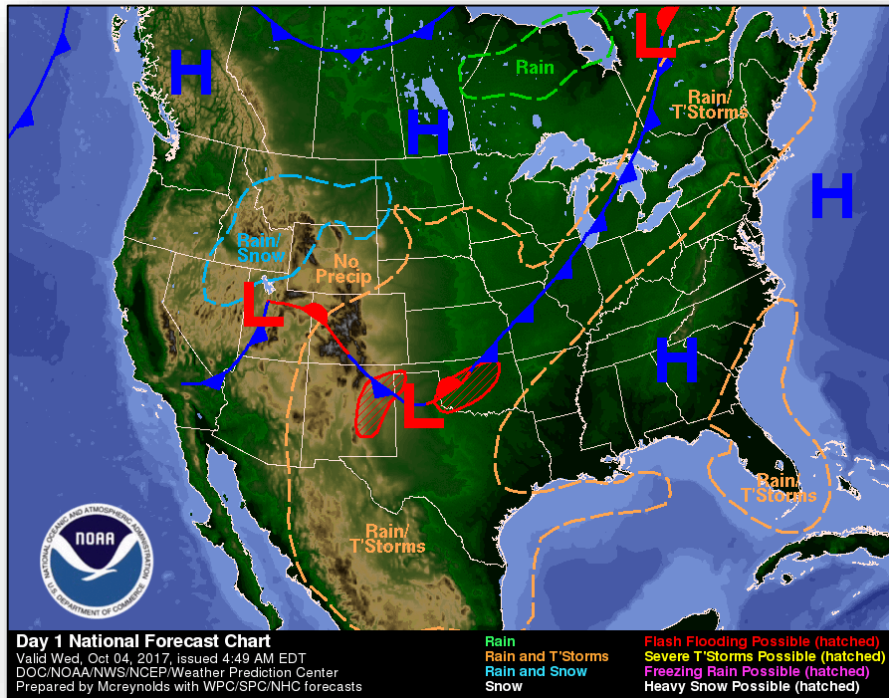 L
H
Rain
Rain/
T'Storms
H
H
Rain/
Snow
No
Precip
L
H
L
Rain/
T'Storms
Rain/
T'Storms
NATIONAL OCEANIC AND ATMOSPHERIC ADMINISTRATION
NOAA
U.S. DEPARTMENT OF COMMERCE
Day 1 National Forecast Chart
Valid Wed, Oct 04, 2017, issued 4:49 AM EDT
DOC/NOAA/NWS/NCEP/Weather Prediction Center
Prepared by Mcreynolds with WPC/SPC/NHC forecasts
Rain
Rain and T'Storms
Rain and Snow
Snow
Flash Flooding Possible (hatched)
Severe T'Storms Possible (hatched)
Freezing Rain Possible (hatched)
Heavy Snow Possible (hatched)